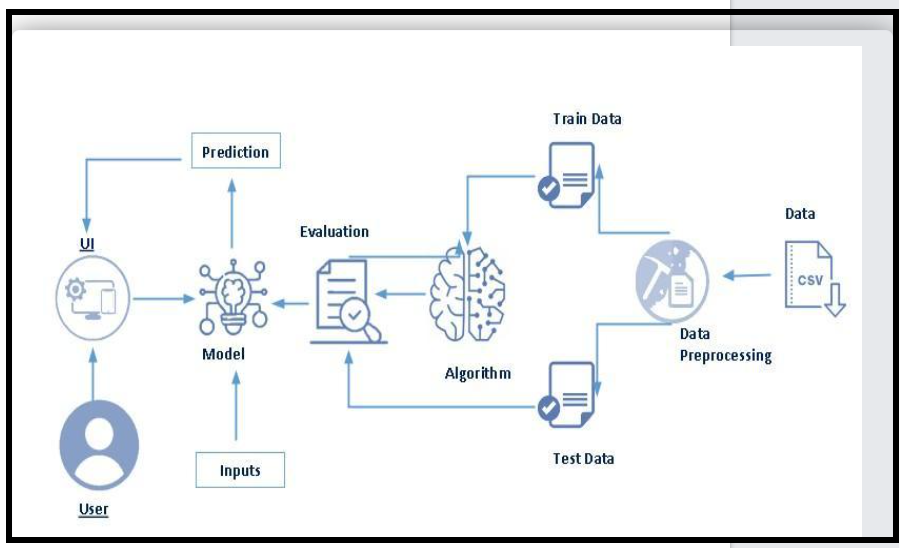 Train Data
Prediction
Data
Evaluation
UI
CSV
Data
Preprocessing
Model
Algorithm
Test Data
Inputs
User